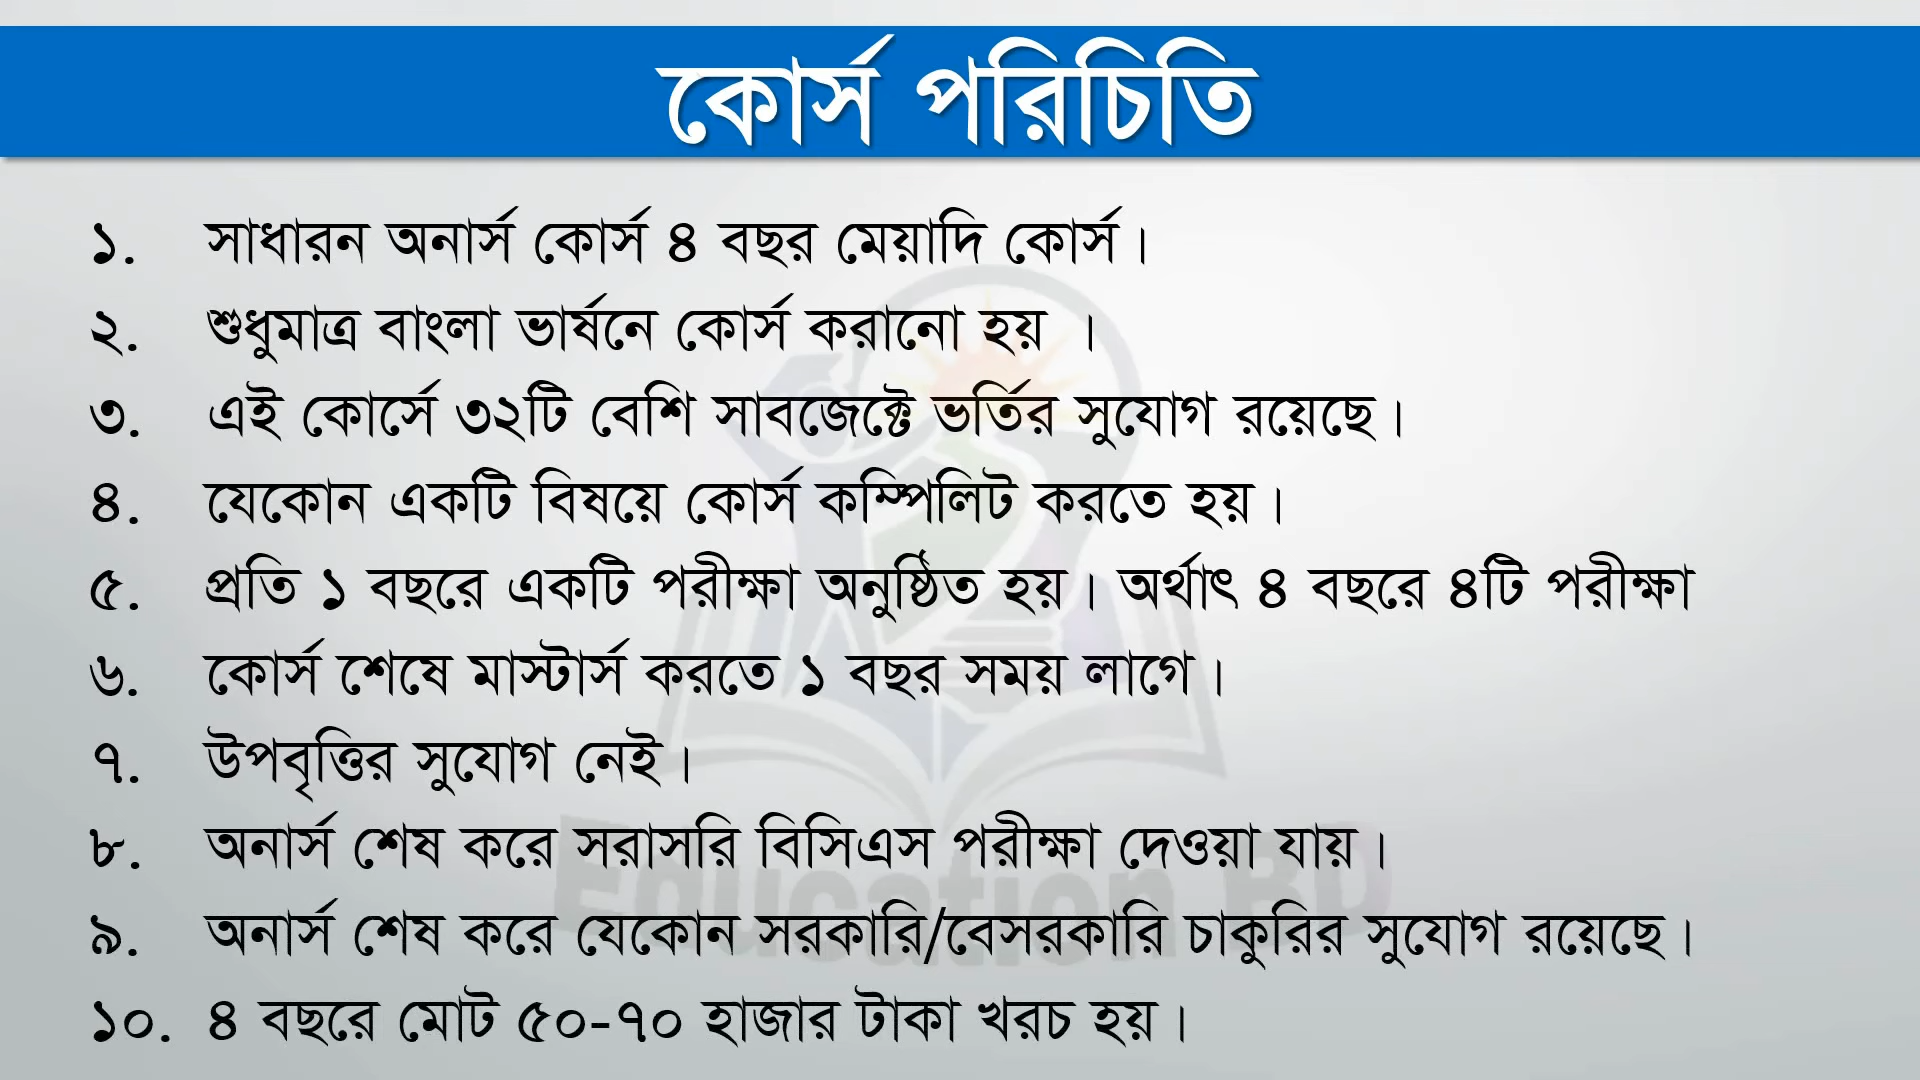 কোর্স পরিচিতি
১. সাধারন অনার্স কোর্স ৪ বছর মেয়াদি কোর্স।
২. শুধুমাত্র বাংলা ভার্ষনে কোর্স করানো হয় ।
৩. এই কোর্সে ৩২টি বেশি সাবজেক্টে ভর্তির সুযোগ রয়েছে।
৪. যেকোন একটি বিষয়ে কোর্স কম্পিলিট করতে হয়।
৫. প্রতি ১ বছরে একটি পরীক্ষা অনুষ্ঠিত হয়। অর্থাৎ ৪ বছরে ৪টি পরীক্ষা
৬. কোর্স শেষে মাস্টার্স করতে ১ বছর সময় লাগে।
৭. উপবৃত্তির সুযোগ নেই।
৮. অনার্স শেষ করে সরাসরি বিসিএস পরীক্ষা দেওয়া যায়।
৯. অনার্স শেষ করে যেকোন সরকারি/বেসরকারি চাকুরির সুযোগ রয়েছে।
১০. ৪ বছরে মোট ৫০-৭০ হাজার টাকা খরচ হয়।
Education BD